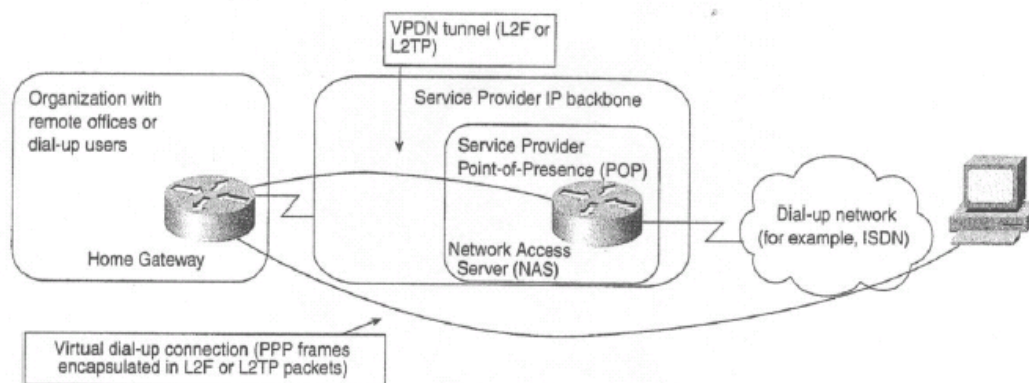 VPDN tunnel (L2F or
L2TP)
Organization with
remote offices or
dial-up users
Service Provider IP backbone
Service Provider
Point-of-Presence (POP)
Dial-up network
(for example, ISDN)
Home Gateway
Network Access
Server (NAS)
Virtual dial-up connection (PPP frames
encapsulated in L2F or L2TP packets)